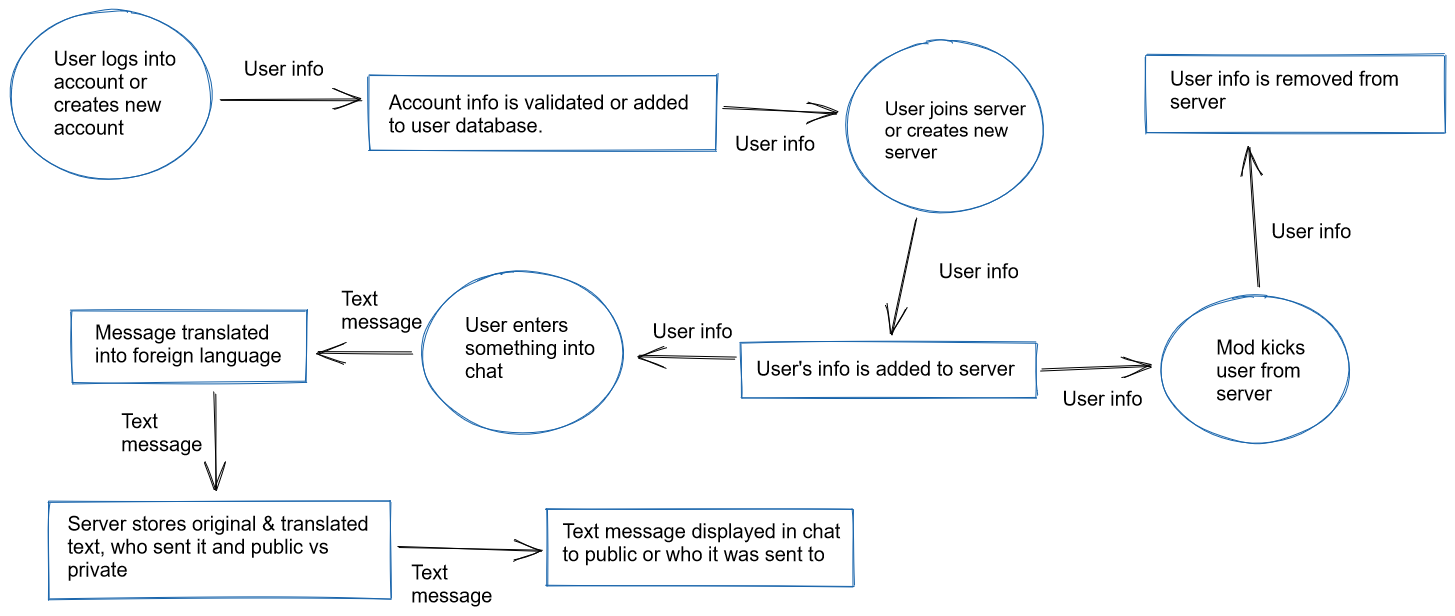 User logs into
account or
creates new
account
User info
Account info is validated or added
to user database.
User info
User joins server
or creates new
server
User info is removed from
server
User info
User info
Text
message
Message translated
into foreign language
User enters
something into
chat
User info
User's info is added to server
User info
Mod kicks
user from
server
Text
message
Server stores original & translated
text, who sent it and public vs
private
Text
message
Text message displayed in chat
to public or who it was sent to